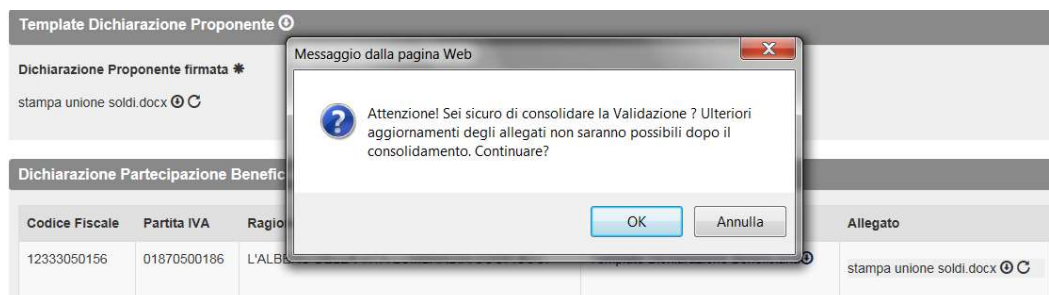 Template Dichiarazione Proponente
Messaggio dalla pagina Web
Dichiarazione Proponente firmata *
stampa unione soldi.docx
Attenzione! Sei sicuro di consolidare la Validazione ? Ulteriori
aggiornamenti degli allegati non saranno possibili dopo il
consolidamento. Continuare?
OK Annulla
Dichiarazione Partecipazione Benefic
Codice Fiscale Partita IVA Ragio Allegato
12333050156 01870500186 L'ALB stampa unione soldi.docx